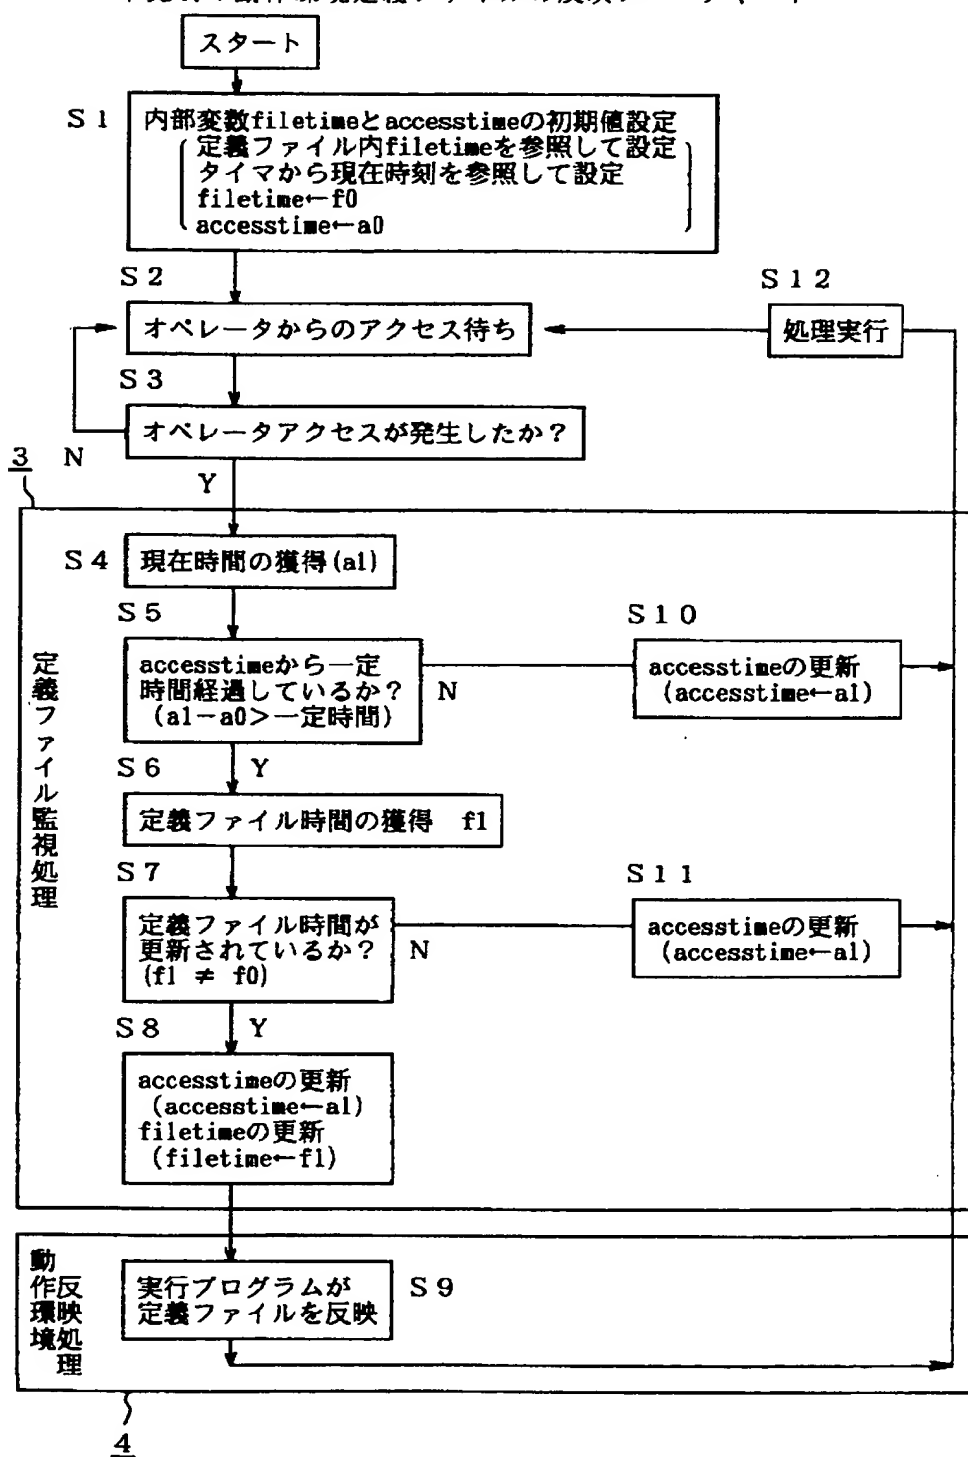 スタート
S1
内部変数filetimeとaccesstimeの初期値設定
定義ファイル内filetimeを参照して設定
タイマから現在時刻を参照して設定
filetime←f0
accesstime←a0
S2
S12
オペレータからのアクセス待ち
処理実行
S3
オペレータアクセスが発生したか？
3
N
Y
S4
現在時間の獲得(a1)
S5
S10
accesstimeから一定
時間経過しているか？
(a1－a0＞一定時間)
N
accesstimeの更新
(accesstime←a1)
定義ファイル監視処理
S6
Y
定義ファイル時間の獲得 f1
S7
S11
定義ファイル時間が
更新されているか？
(f1 ≠ f0)
N
accesstimeの更新
(accesstime←a1)
S8
Y
accesstimeの更新
(accesstime←a1)
filetimeの更新
(filetime←f1)
動作環境
反映処理
実行プログラムが
定義ファイルを反映
S9
4